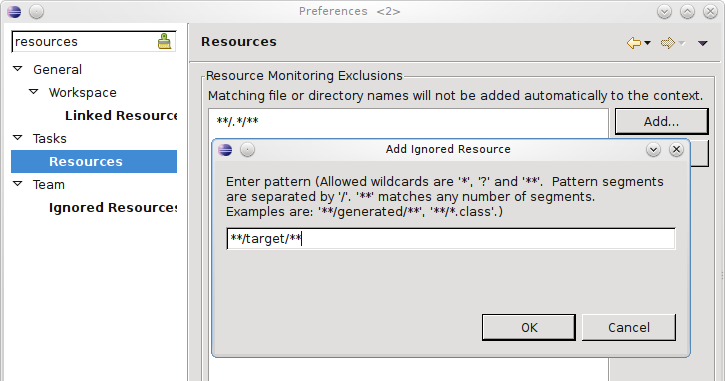 Preferences <2>
resources
General
Workspace
Linked Resource
Tasks
Resources
Team
Ignored Resources
Resources
Resource Monitoring Exclusions
Matching file or directory names will not be added automatically to the context.
**/.*/**
Add...
Add Ignored Resource
Enter pattern (Allowed wildcards are '*', '?' and '**'. Pattern segments
are separated by '/'. '**' matches any number of segments.
Examples are: '**/generated/**', '**/*.class'.)
**/target/**
OK
Cancel